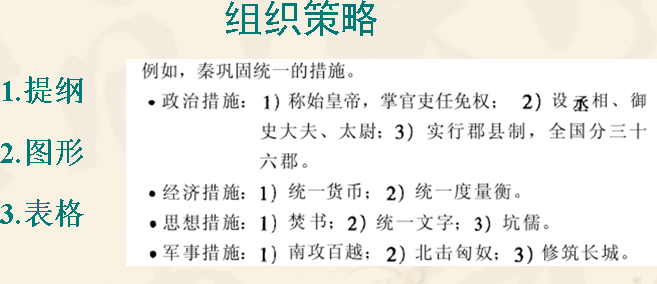 组织策略
1.提纲
2.图形
3.表格
例如，秦巩固统一的措施。
•政治措施：1）称始皇帝，掌官吏任免权； 2）设丞相、御
史大夫、太尉；3）实行郡县制，全国分三十
六郡。
•经济措施：1）统一货币；2）统一度量衡。
•思想措施：1）焚书；2）统一文字；3）坑儒。
•军事措施：1）南攻百越；2）北击匈奴；3）修筑长城。